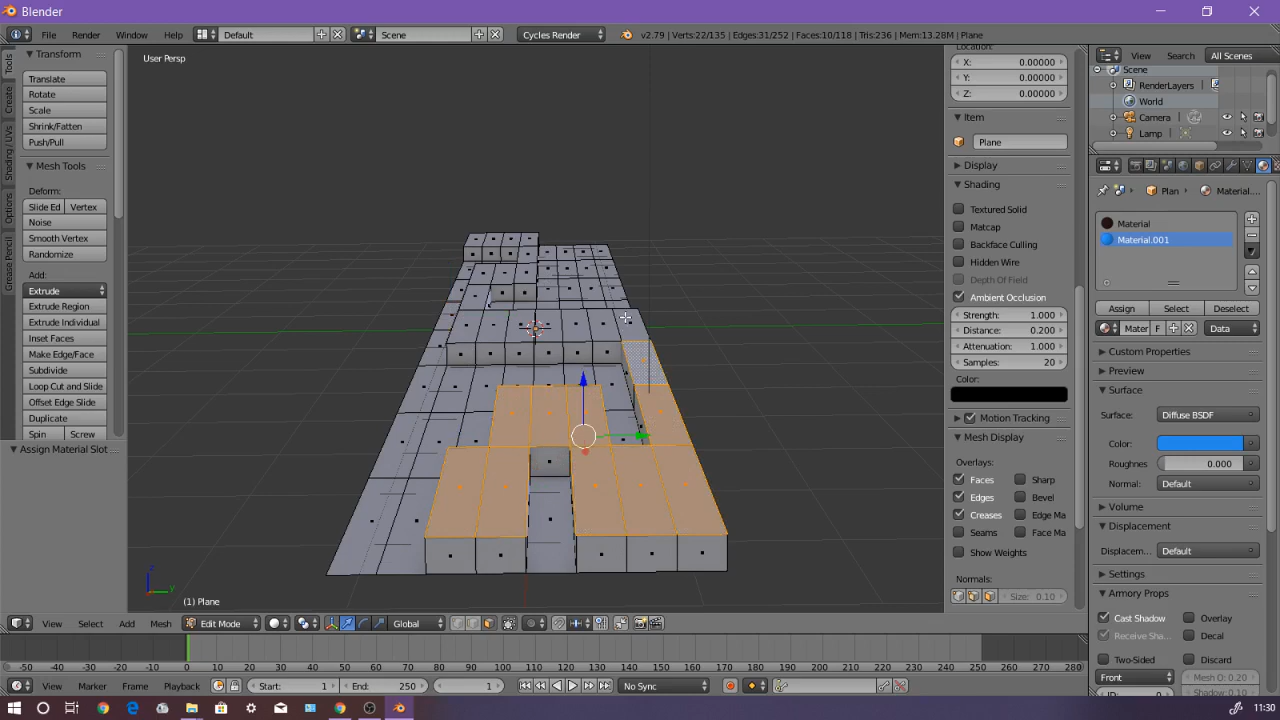 Blender
File Render Window Help Default Scene Cycles Render v2.79 | Verts:22/135 | Edges:31/252 | Faces:10/118 | Tris:236 | Mem:13.28M | Plane
Tools
Create
Shading / UVs
Options
Grease Pencil
Transform
Translate
Rotate
Scale
Shrink/Fatten
Push/Pull
Mesh Tools
Deform:
Slide Ed Vertex
Noise
Smooth Vertex
Randomize
Add:
Extrude
Extrude Region
Extrude Individual
Inset Faces
Make Edge/Face
Subdivide
Loop Cut and Slide
Offset Edge Slide
Duplicate
Spin Screw
Assign Material Slot
User Persp
(1) Plane
Location:
X: 0.00000
Y: 0.00000
Z: 0.00000
Item
Plane
Display
Shading
Textured Solid
Matcap
Backface Culling
Hidden Wire
Depth Of Field
Ambient Occlusion
Strength: 1.000
Distance: 0.200
Attenuation: 1.000
Samples: 20
Color:
Motion Tracking
Mesh Display
Overlays:
Faces Sharp
Edges Bevel
Creases Edge Ma
Seams Face Ma
Show Weights
Normals:
Size: 0.10
View Search All Scenes
Scene
RenderLayers
World
Camera
Lamp
Plan Material....
Material
Material.001
Assign Select Deselect
Mater F Data
Custom Properties
Preview
Surface
Surface: Diffuse BSDF
Color:
Roughnes 0.000
Normal: Default
Volume
Displacement
Displacem... Default
Settings
Armory Props
Cast Shadow Overlay
Receive Sha... Decal
Two-Sided Discard
Front Mesh O: 0.20
View Select Add Mesh Edit Mode Global
-50 -40 -30 -20 -10 0 10 20 30 40 50 60 70 80 90 100 110 120 130 140 150 160 170 180 190 200 210 220 230 240 250 260 270 280
View Marker Frame Playback Start: 1 End: 250 1 No Sync
11:30